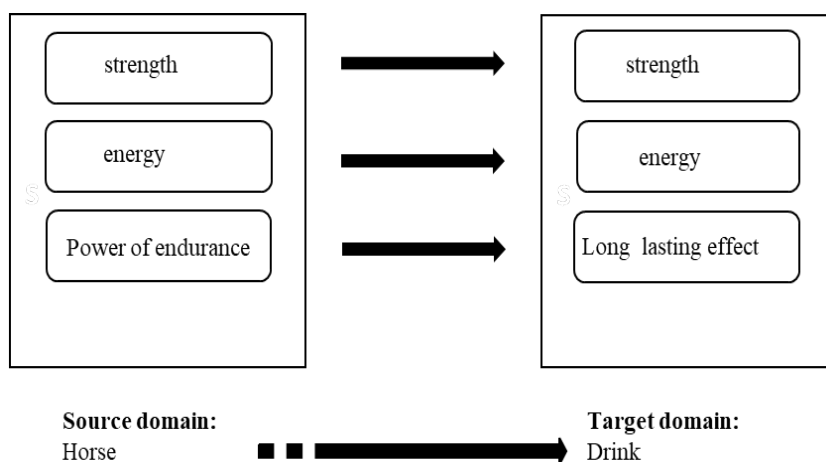 strength
strength
energy
energy
S
S
Power of endurance
Long lasting effect
Source domain:
Target domain:
Horse
Drink